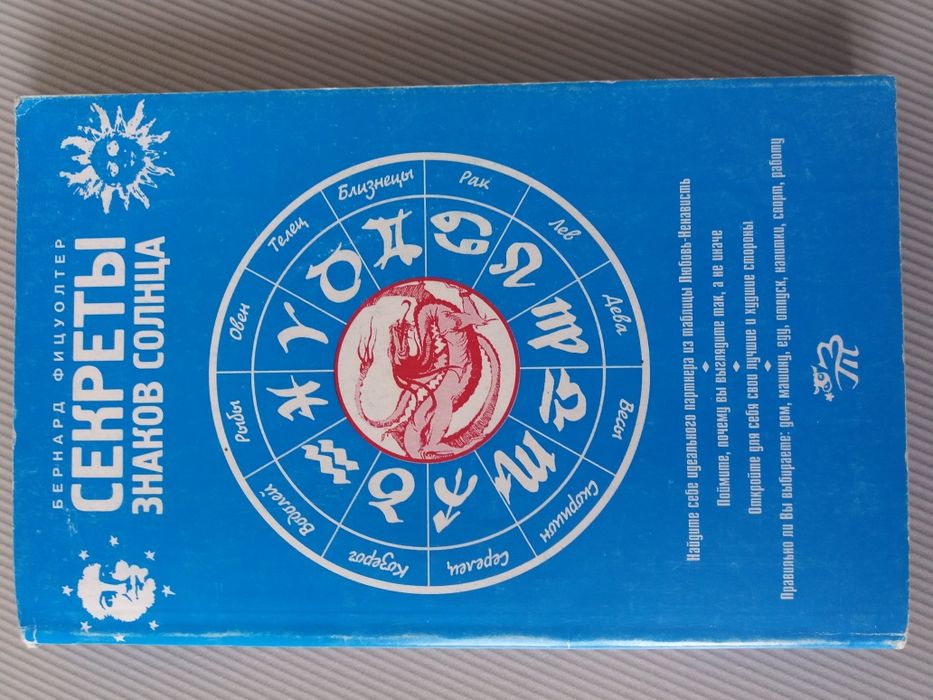 БЕРНАРД ФИЦУОЛТЕР
СЕКРЕТЫ
ЗНАКОВ СОЛНЦА
Овен
Телец
Близнецы
Рак
Лев
Дева
Весы
Скорпион
Серелец
Козерог
Водолей
Рыбы
Найдите себе идеального партнера из таблицы Любовь-Ненависть
Поймите, почему вы выглядите так, а не иначе
Откройте для себя свои лучшие и худшие стороны
Правильно ли Вы выбираете: дом, машину, еду, отпуск, напитки, спорт, работу